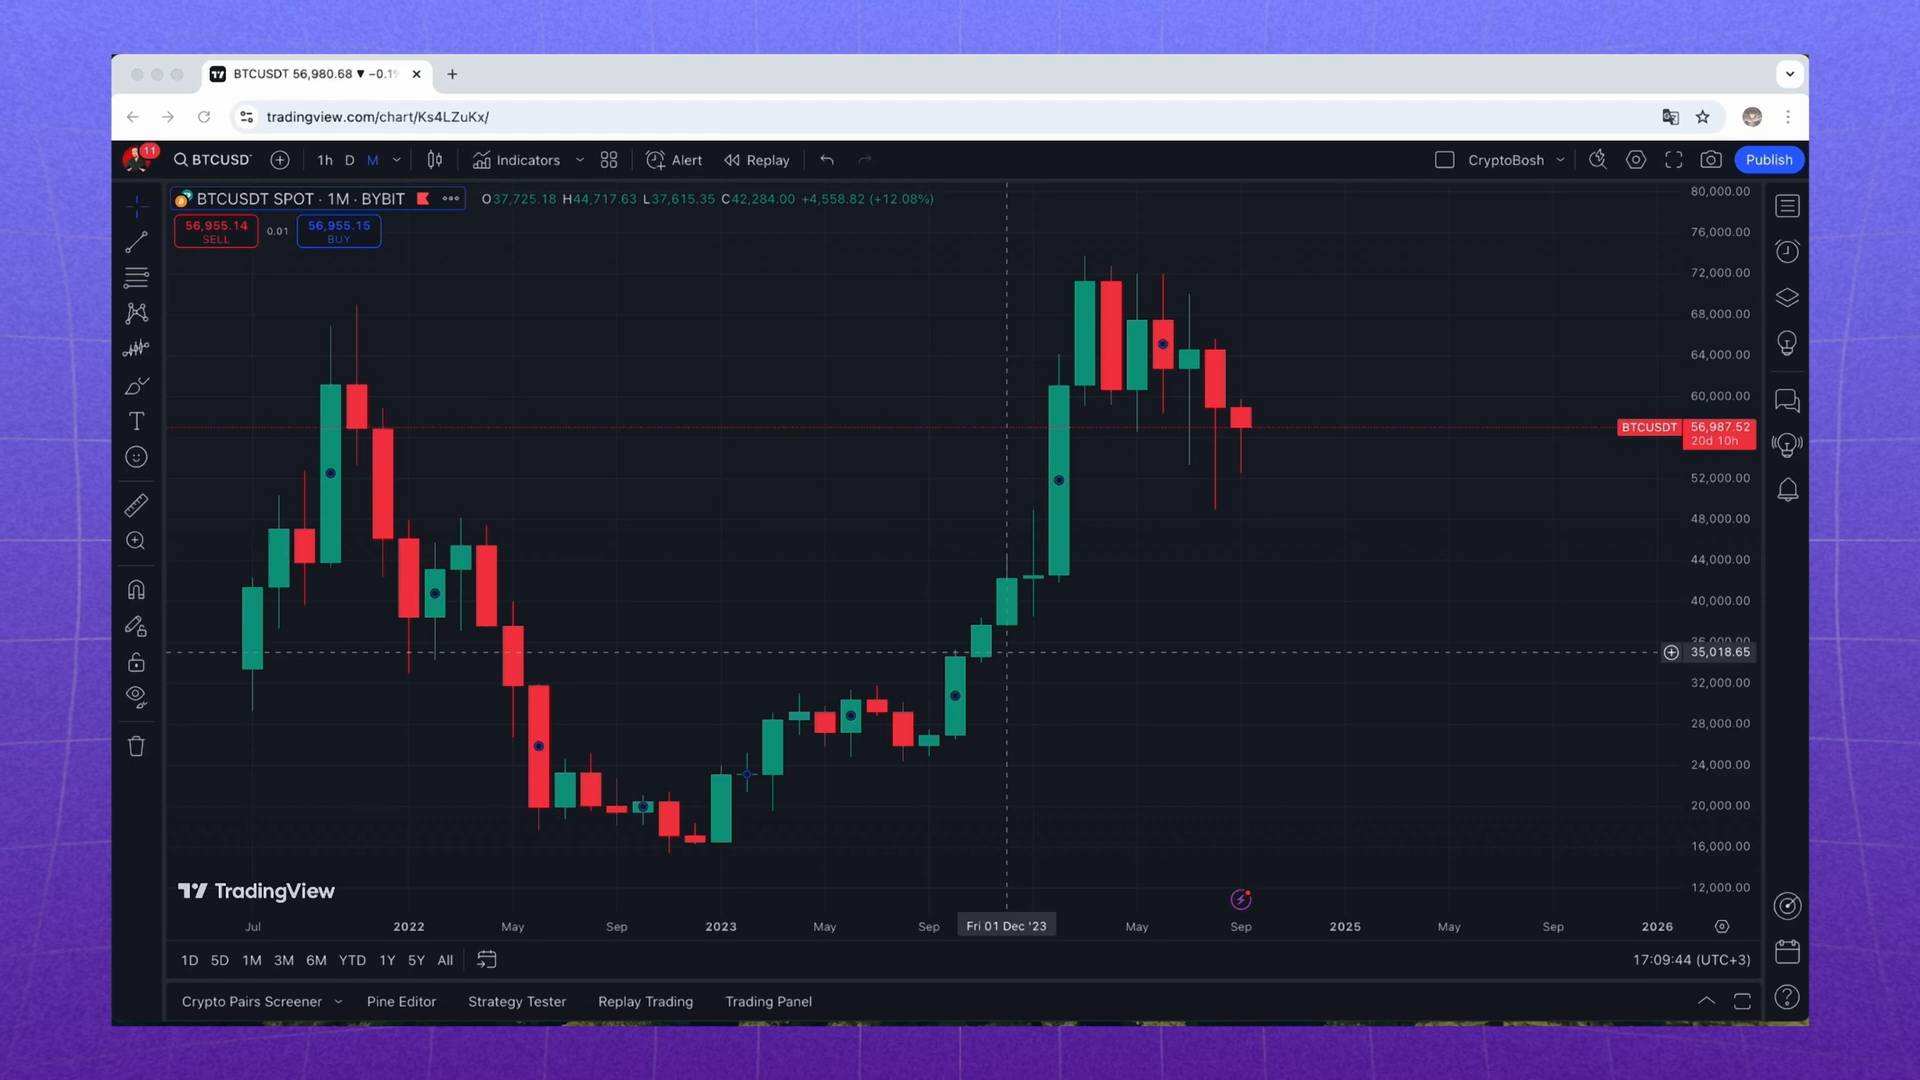 BTCUSDT 56,980.68 ▼ −0.1
tradingview.com/chart/Ks4LZuKx/
11
BTCUSD
1h D M
Indicators
Alert
Replay
CryptoBosh
Publish
BTCUSDT SPOT · 1M · BYBIT
O37,725.18 H44,717.63 L37,615.35 C42,284.00 +4,558.82 (+12.08%)
56,955.14
SELL
0.01
56,955.15
BUY
80,000.00
76,000.00
72,000.00
68,000.00
64,000.00
60,000.00
BTCUSDT
56,987.52
20d 10h
52,000.00
48,000.00
44,000.00
40,000.00
36,000.00
35,018.65
32,000.00
28,000.00
24,000.00
20,000.00
16,000.00
12,000.00
TradingView
Jul 2022 May Sep 2023 May Sep Fri 01 Dec '23 May Sep 2025 May Sep 2026
1D 5D 1M 3M 6M YTD 1Y 5Y All
17:09:44 (UTC+3)
Crypto Pairs Screener
Pine Editor
Strategy Tester
Replay Trading
Trading Panel